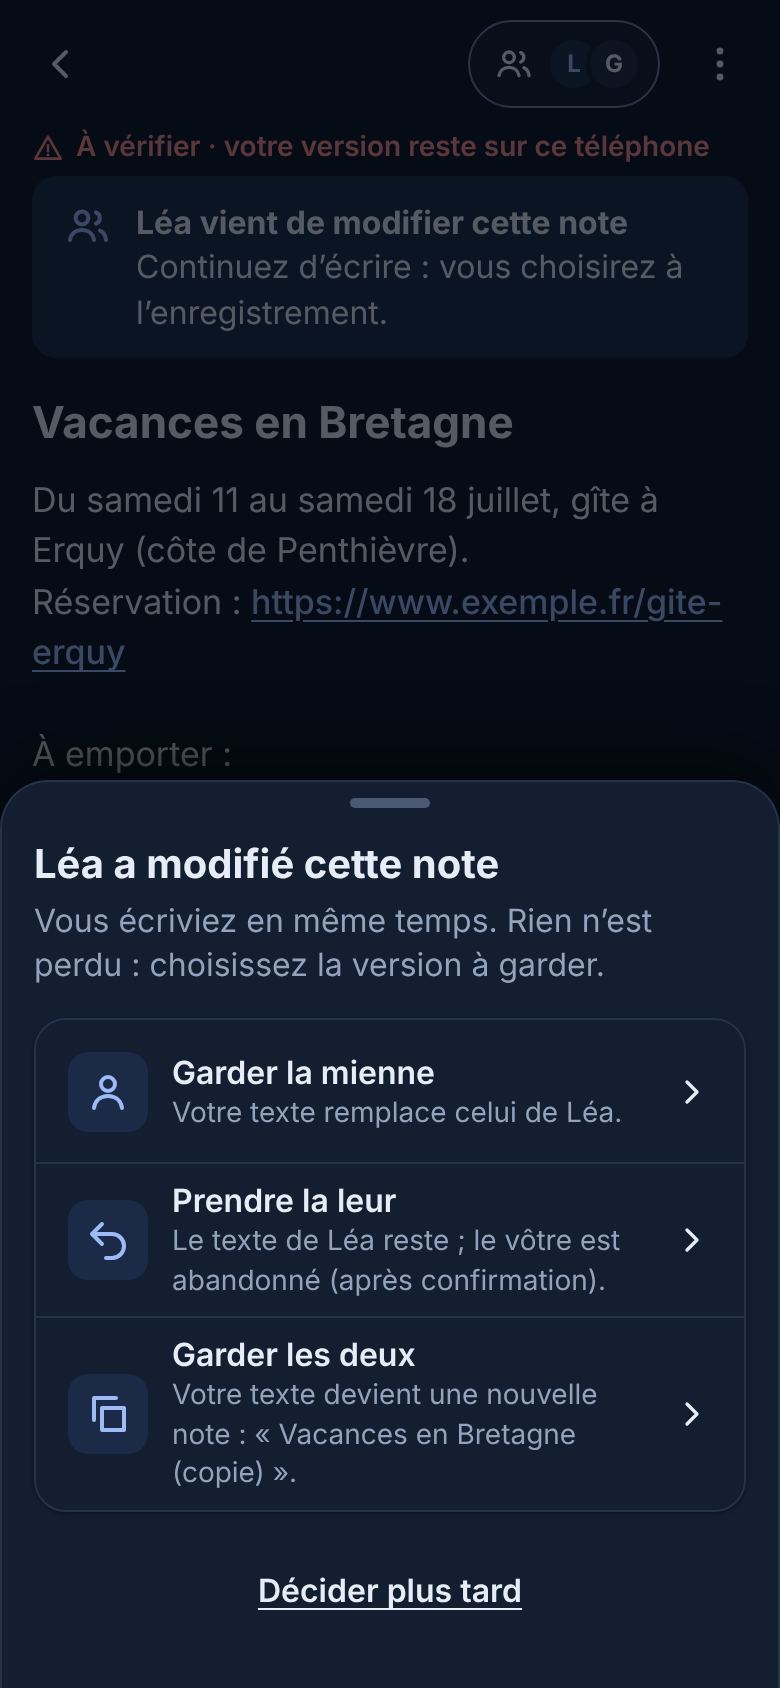 L G
À vérifier · votre version reste sur ce téléphone
Léa vient de modifier cette note
Continuez d’écrire : vous choisirez à
l’enregistrement.
Vacances en Bretagne
Du samedi 11 au samedi 18 juillet, gîte à
Erquy (côte de Penthièvre).
Réservation : https://www.exemple.fr/gite-
erquy
À emporter :
Léa a modifié cette note
Vous écriviez en même temps. Rien n’est
perdu : choisissez la version à garder.
Garder la mienne
Votre texte remplace celui de Léa.
Prendre la leur
Le texte de Léa reste ; le vôtre est
abandonné (après confirmation).
Garder les deux
Votre texte devient une nouvelle
note : « Vacances en Bretagne
(copie) ».
Décider plus tard